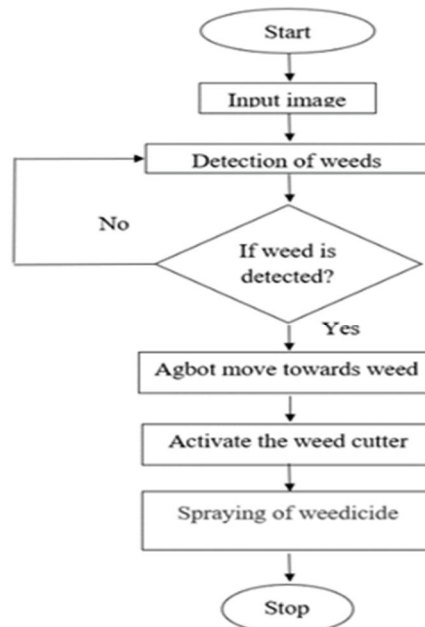 Start
Input image
Detection of weeds
No
If weed is
detected?
Yes
Agbot move towards weed
Activate the weed cutter
Spraying of weedicide
Stop